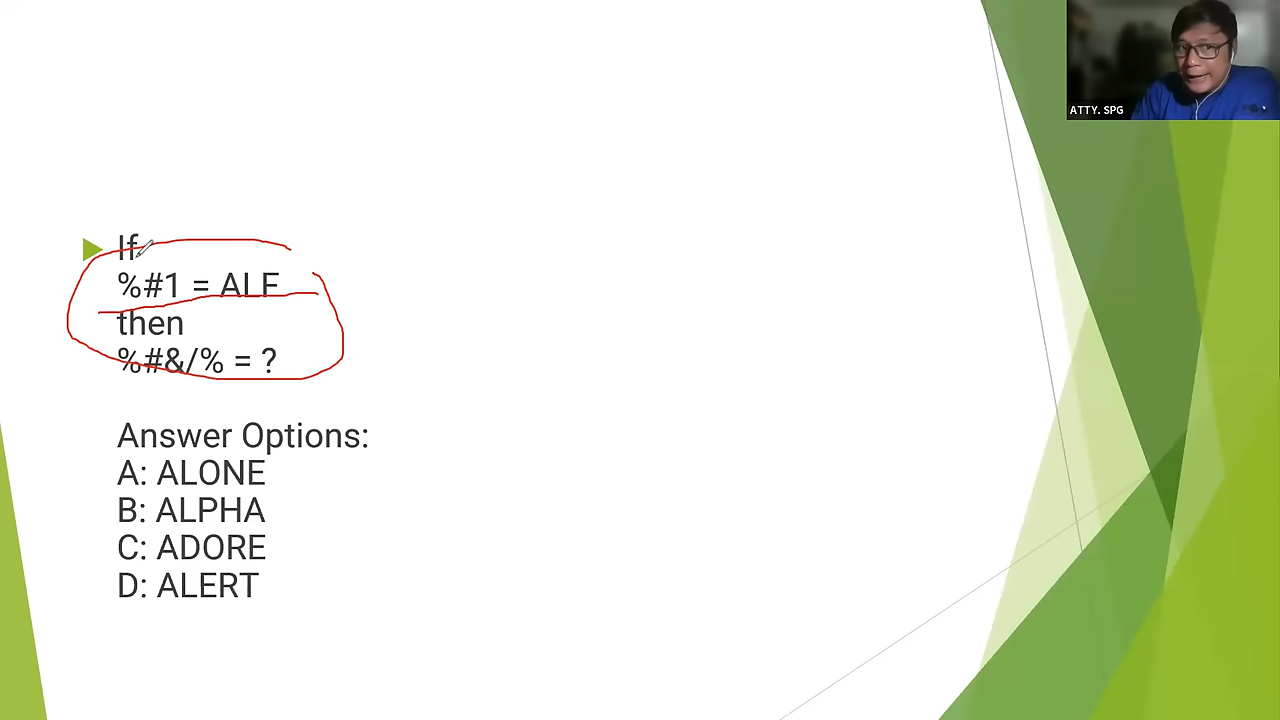 ATTY. SPG
If
%#1 = ALF
then
%#&/% = ?
Answer Options:
A: ALONE
B: ALPHA
C: ADORE
D: ALERT